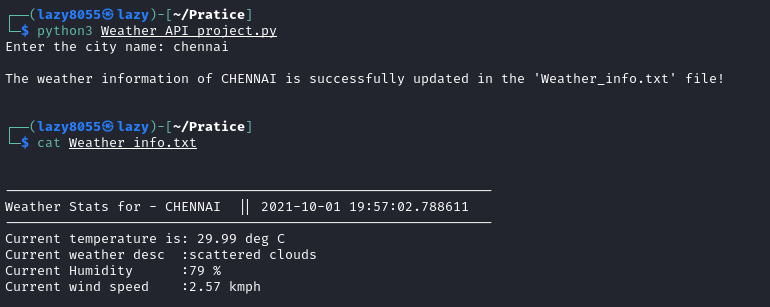 ┌──(lazy8055㉿lazy)-[~/Pratice]
└─$ python3 Weather_API_project.py
Enter the city name: chennai
The weather information of CHENNAI is successfully updated in the 'Weather_info.txt' file!
┌──(lazy8055㉿lazy)-[~/Pratice]
└─$ cat Weather_info.txt
Weather Stats for - CHENNAI || 2021-10-01 19:57:02.788611
Current temperature is: 29.99 deg C
Current weather desc :scattered clouds
Current Humidity :79 %
Current wind speed :2.57 kmph